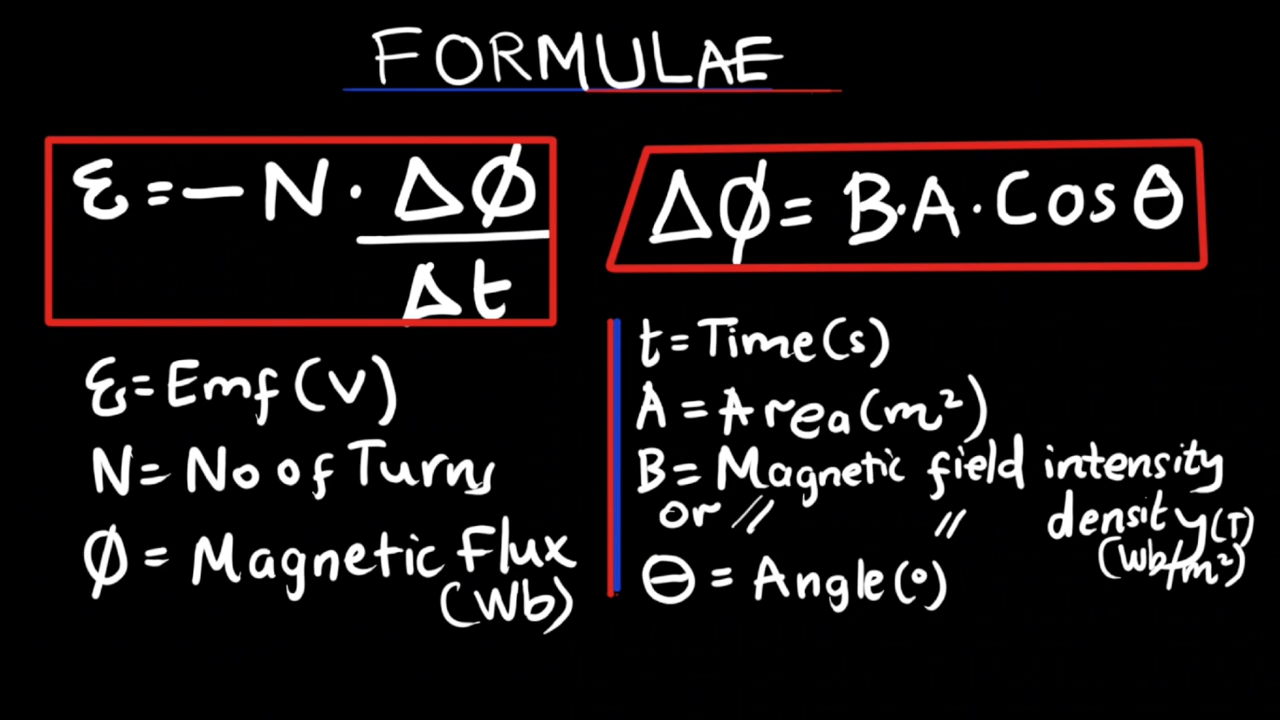 FORMULAE
Ɛ = - N · Δø / Δt
Δø = B·A·Cos θ
Ɛ = Emf (V)
N = No of Turns
ø = Magnetic Flux
(Wb)
t = Time(s)
A = Area(m²)
B = Magnetic field intensity
or // // density(T)
(Wb/m²)
θ = Angle(°)